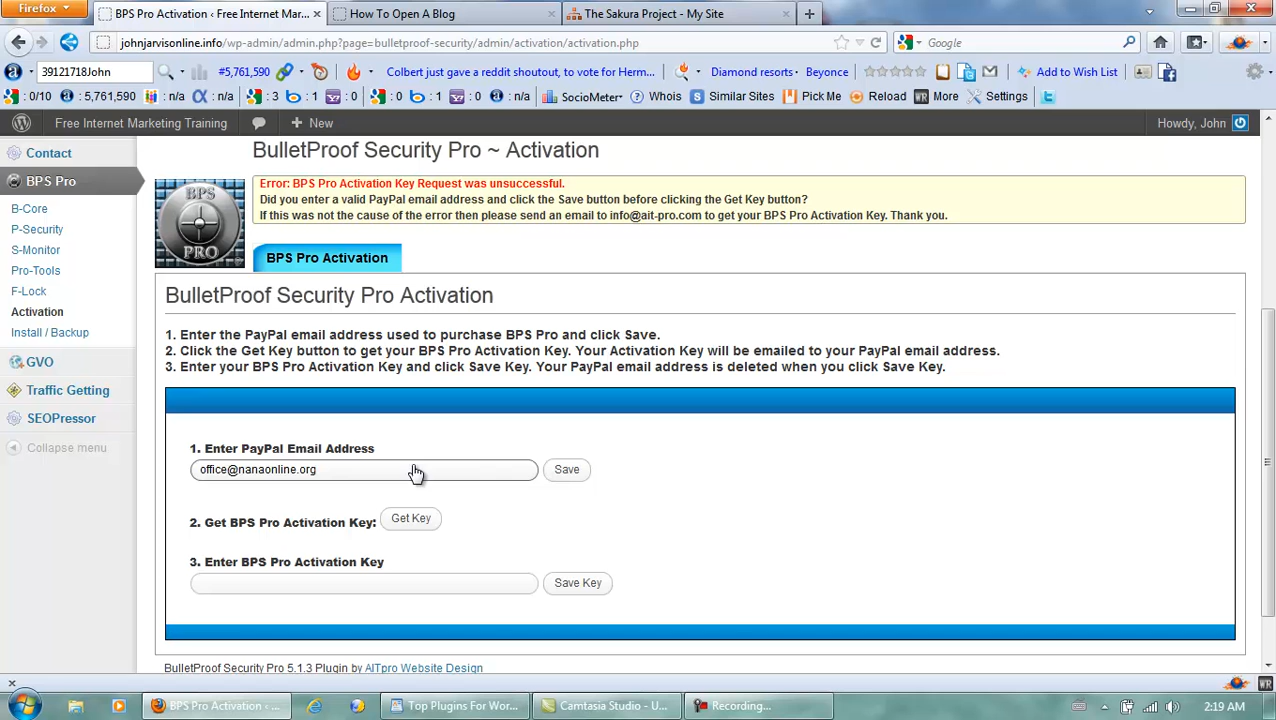 Firefox
BPS Pro Activation ‹ Free Internet Mar...
How To Open A Blog
The Sakura Project - My Site
johnjarvisonline.info/wp-admin/admin.php?page=bulletproof-security/admin/activation/activation.php
Google
39121718John
#5,761,590
Colbert just gave a reddit shoutout, to vote for Herm...
Diamond resorts
Beyonce
Add to Wish List
: 0/10
: 5,761,590
: n/a
: n/a
: 3
: 1
: 0
: 0
: 1
: 0
: n/a
SocioMeter
Whois
Similar Sites
Pick Me
Reload
More
Settings
Free Internet Marketing Training
New
Howdy, John
Contact
BPS Pro
B-Core
P-Security
S-Monitor
Pro-Tools
F-Lock
Activation
Install / Backup
GVO
Traffic Getting
SEOPressor
Collapse menu
BulletProof Security Pro ~ Activation
BPS
PRO
Error: BPS Pro Activation Key Request was unsuccessful.
Did you enter a valid PayPal email address and click the Save button before clicking the Get Key button?
If this was not the cause of the error then please send an email to info@ait-pro.com to get your BPS Pro Activation Key. Thank you.
BPS Pro Activation
BulletProof Security Pro Activation
1. Enter the PayPal email address used to purchase BPS Pro and click Save.
2. Click the Get Key button to get your BPS Pro Activation Key. Your Activation Key will be emailed to your PayPal email address.
3. Enter your BPS Pro Activation Key and click Save Key. Your PayPal email address is deleted when you click Save Key.
1. Enter PayPal Email Address
office@nanaonline.org
Save
2. Get BPS Pro Activation Key:
Get Key
3. Enter BPS Pro Activation Key
Save Key
BulletProof Security Pro 5.1.3 Plugin by AITpro Website Design
WR
BPS Pro Activation ‹ ...
Top Plugins For Wor...
Camtasia Studio - U...
Recording...
2:19 AM